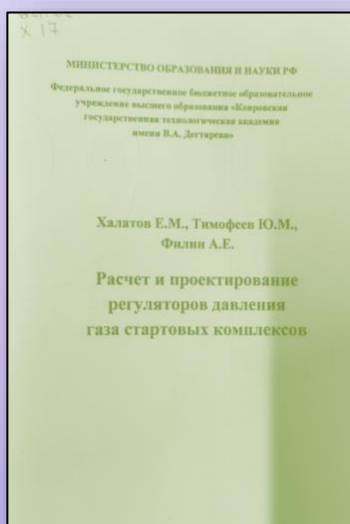 Х 17
МИНИСТЕРСТВО ОБРАЗОВАНИЯ И НАУКИ РФ
Федеральное государственное бюджетное образовательное
учреждение высшего образования «Ковровская
государственная технологическая академия
имени В.А. Дегтярева»
Халатов Е.М., Тимофеев Ю.М.,
Филин А.Е.
Расчет и проектирование
регуляторов давления
газа стартовых комплексов